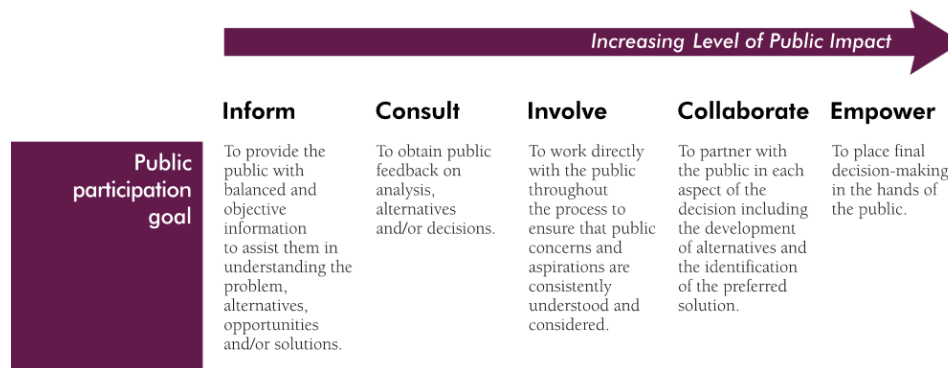 Increasing Level of Public Impact
Inform
Consult
Involve
Collaborate
Empower
Public
participation
goal
To provide the
public with
balanced and
objective
information
to assist them in
understanding the
problem,
alternatives,
opportunities
and/or solutions.
To obtain public
feedback on
analysis,
alternatives
and/or decisions.
To work directly
with the public
throughout
the process to
ensure that public
concerns and
aspirations are
consistently
understood and
considered.
To partner with
the public in each
aspect of the
decision including
the development
of alternatives and
the identification
of the preferred
solution.
To place final
decision-making
in the hands of
the public.